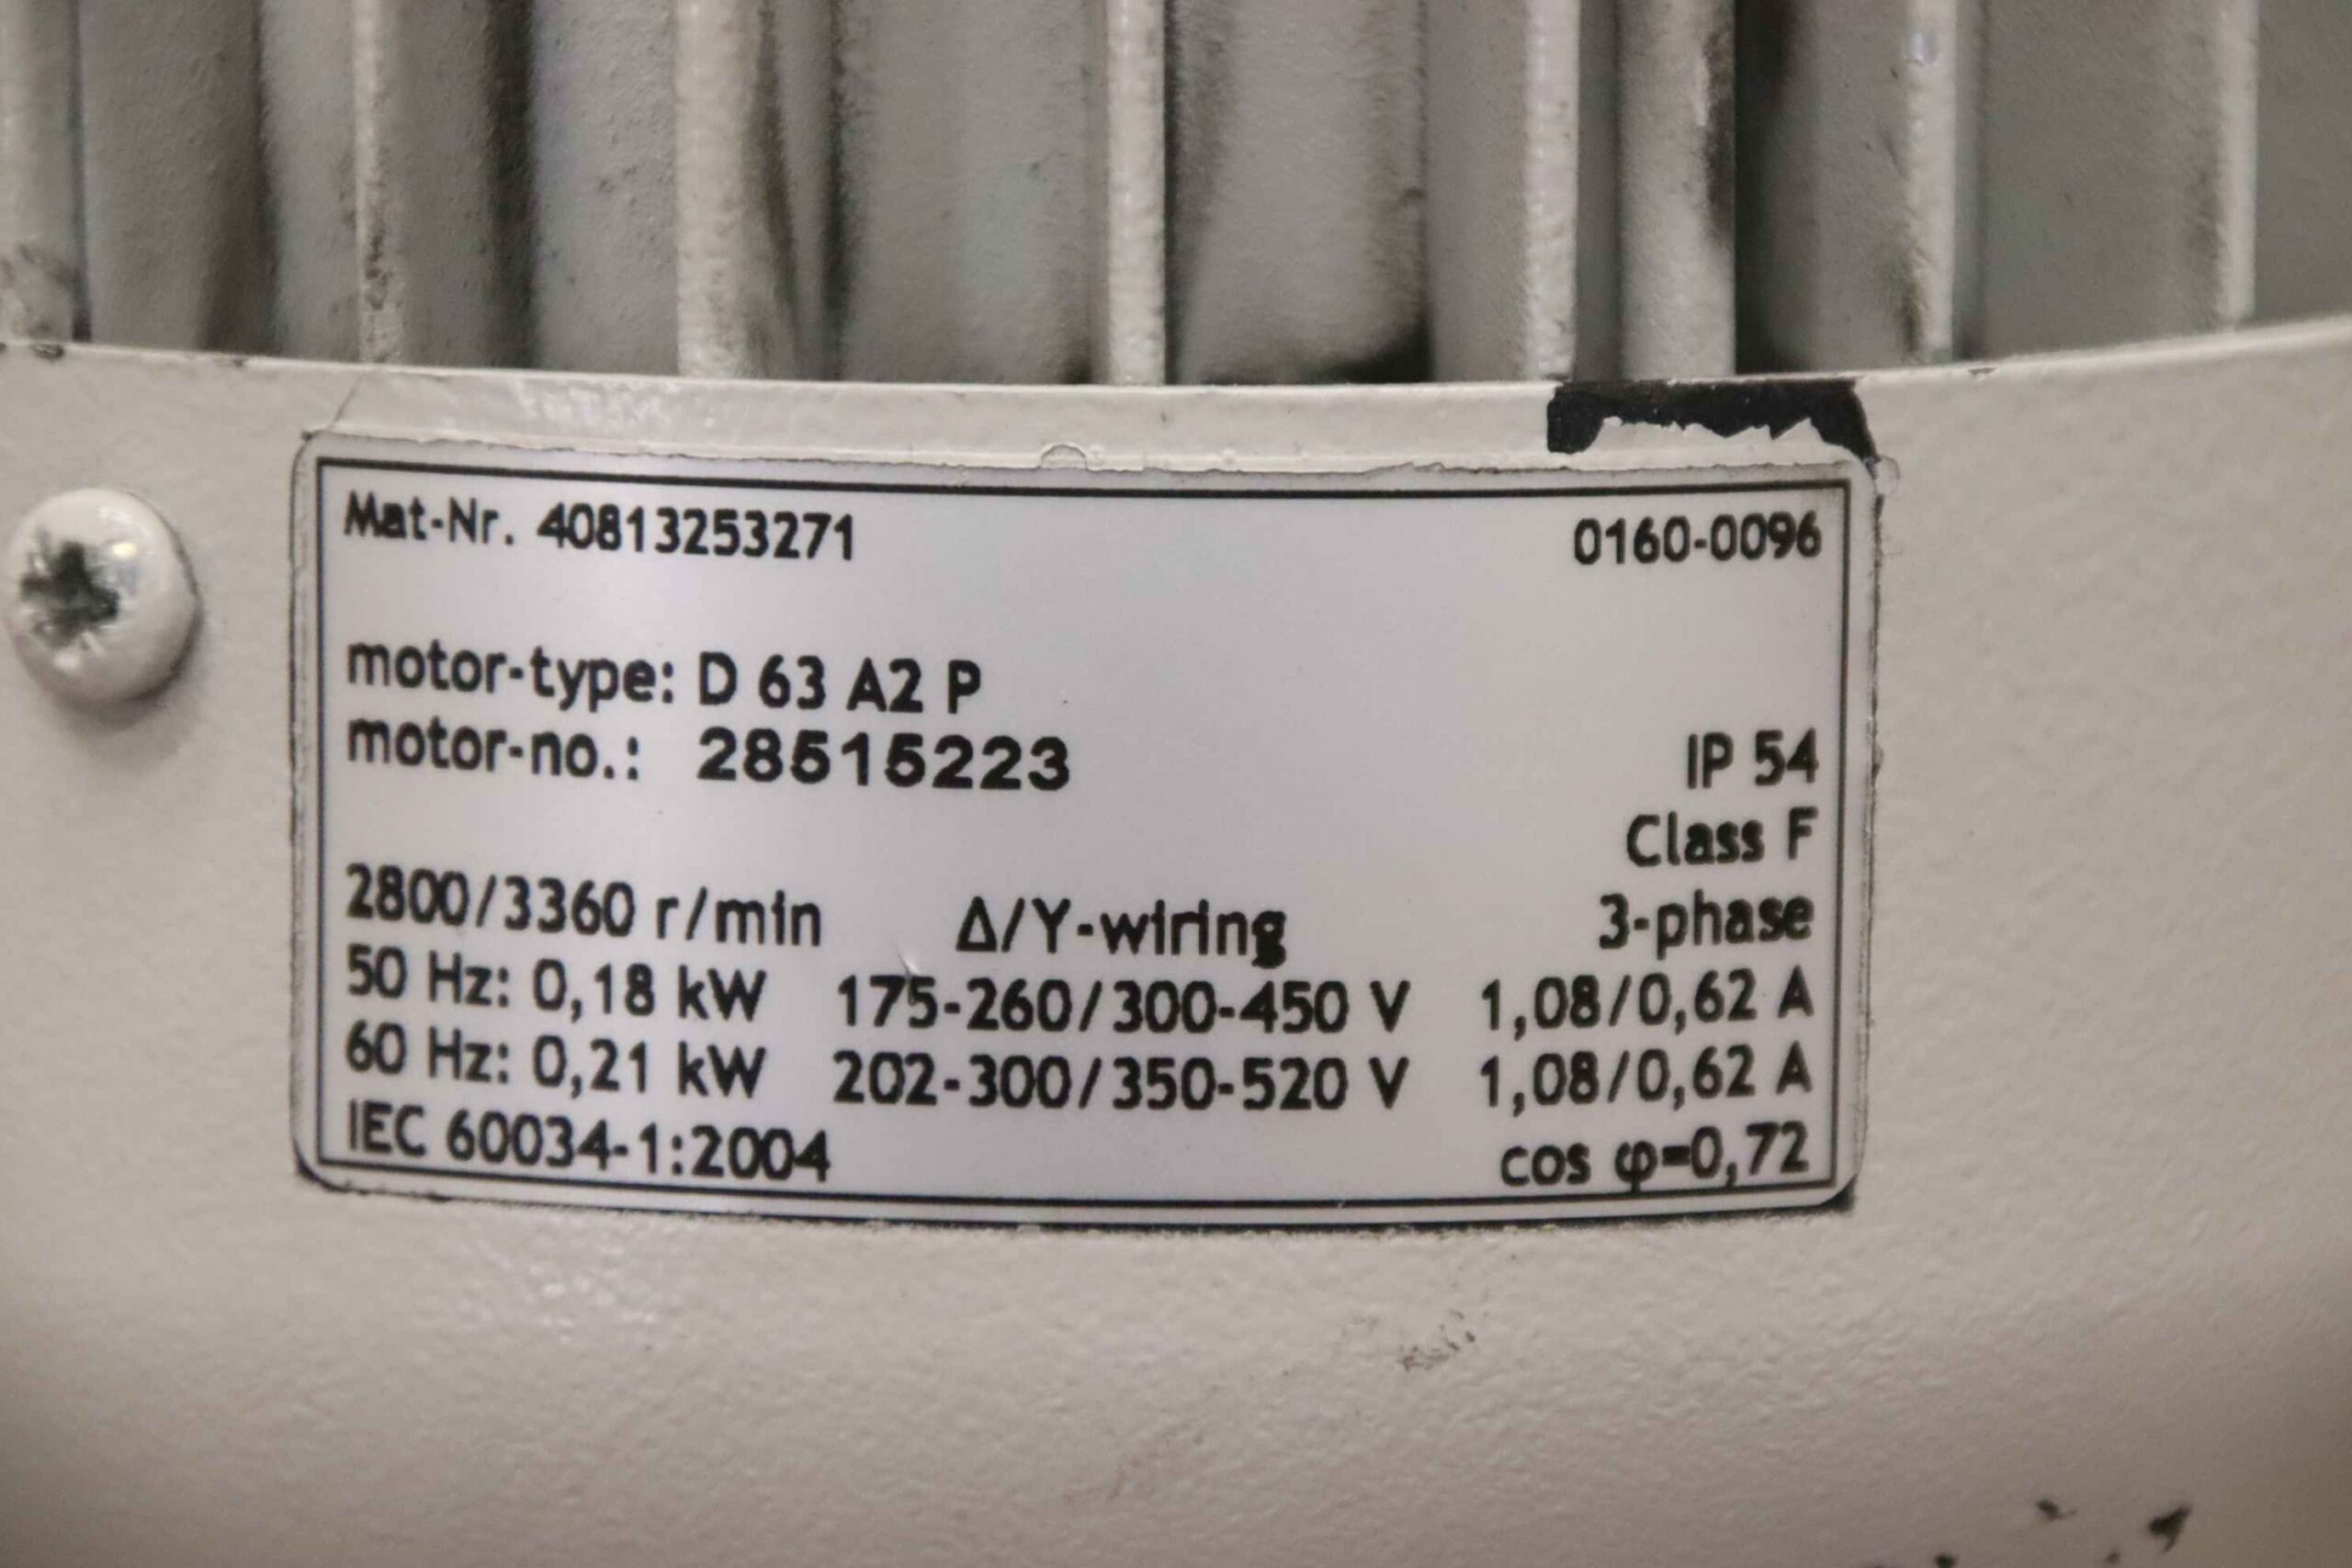 Mat-Nr. 40813253271 0160-0096
motor-type: D 63 A2 P
motor-no.: 28515223 IP 54
Class F
2800/3360 r/min Δ/Y-wiring 3-phase
50 Hz: 0,18 kW 175-260/300-450 V 1,08/0,62 A
60 Hz: 0,21 kW 202-300/350-520 V 1,08/0,62 A
IEC 60034-1:2004 cos φ=0,72